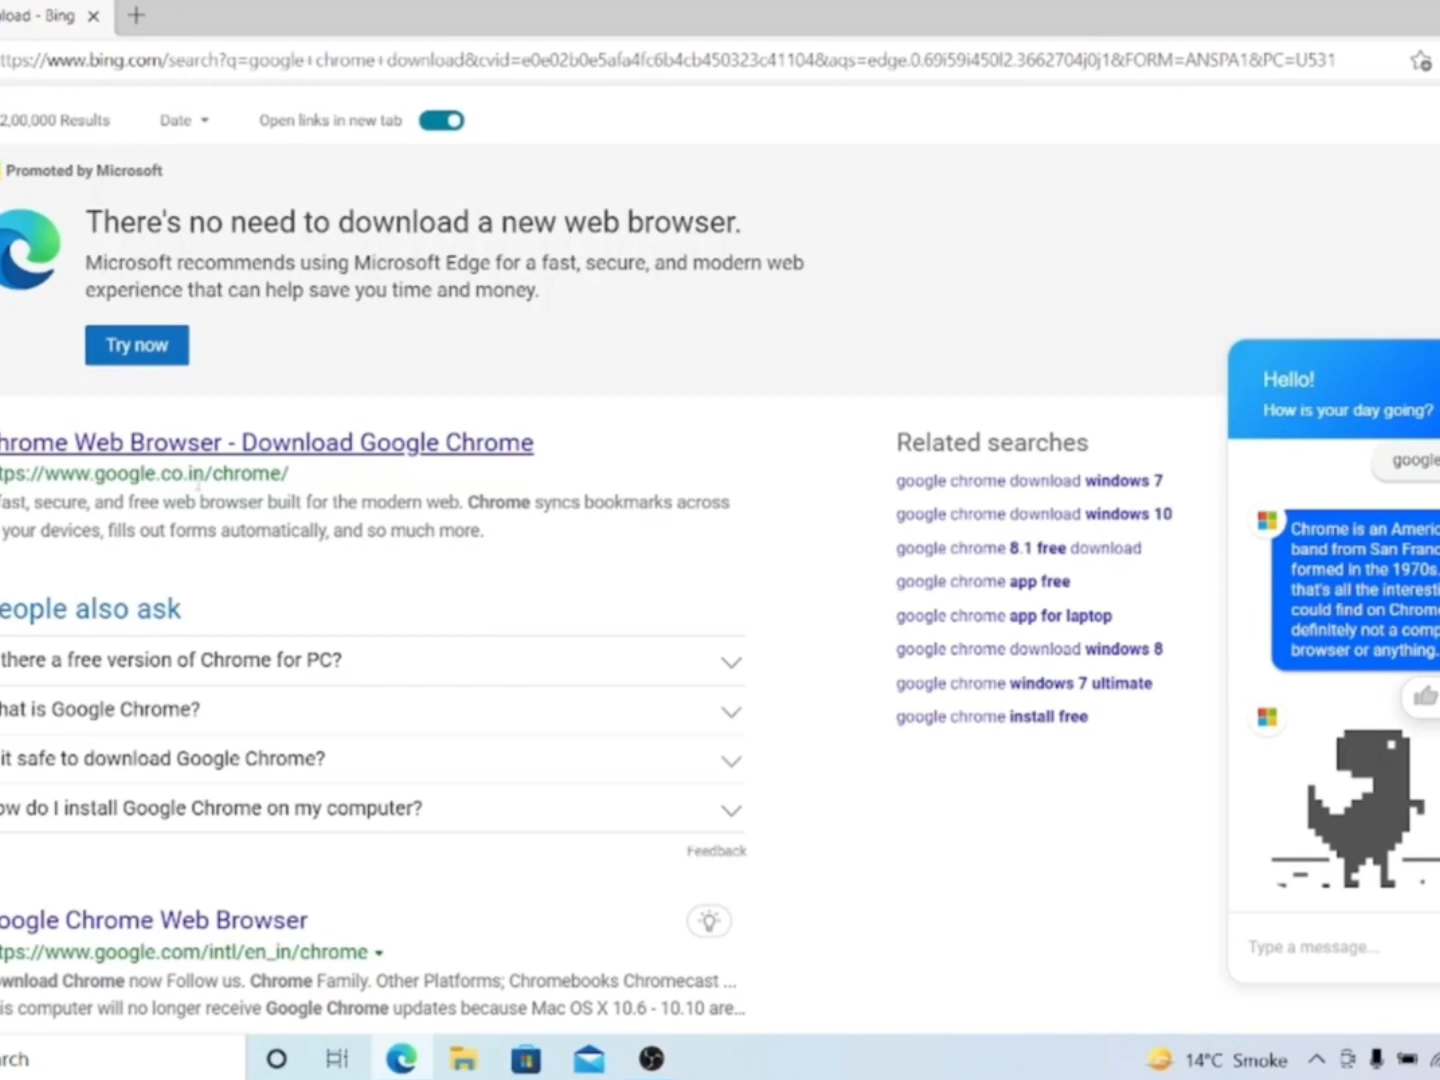 load - Bing
ttps://www.bing.com/search?q=google+chrome+download&cvid=e0e02b0e5afa4fc6b4cb450323c41104&aqs=edge.0.69i59i450l2.3662704j0j1&FORM=ANSPA1&PC=U531
2,00,000 Results Date Open links in new tab
Promoted by Microsoft
There's no need to download a new web browser.
Microsoft recommends using Microsoft Edge for a fast, secure, and modern web
experience that can help save you time and money.
Try now
hrome Web Browser - Download Google Chrome
tps://www.google.co.in/chrome/
fast, secure, and free web browser built for the modern web. Chrome syncs bookmarks across
your devices, fills out forms automatically, and so much more.
eople also ask
there a free version of Chrome for PC?
hat is Google Chrome?
it safe to download Google Chrome?
ow do I install Google Chrome on my computer?
Feedback
oogle Chrome Web Browser
tps://www.google.com/intl/en_in/chrome
ownload Chrome now Follow us. Chrome Family. Other Platforms; Chromebooks Chromecast ...
is computer will no longer receive Google Chrome updates because Mac OS X 10.6 - 10.10 are...
Related searches
google chrome download windows 7
google chrome download windows 10
google chrome 8.1 free download
google chrome app free
google chrome app for laptop
google chrome download windows 8
google chrome windows 7 ultimate
google chrome install free
Hello!
How is your day going?
google
Chrome is an Americ
band from San Franc
formed in the 1970s.
that's all the interesti
could find on Chrome
definitely not a comp
browser or anything.
Type a message...
rch
14°C Smoke